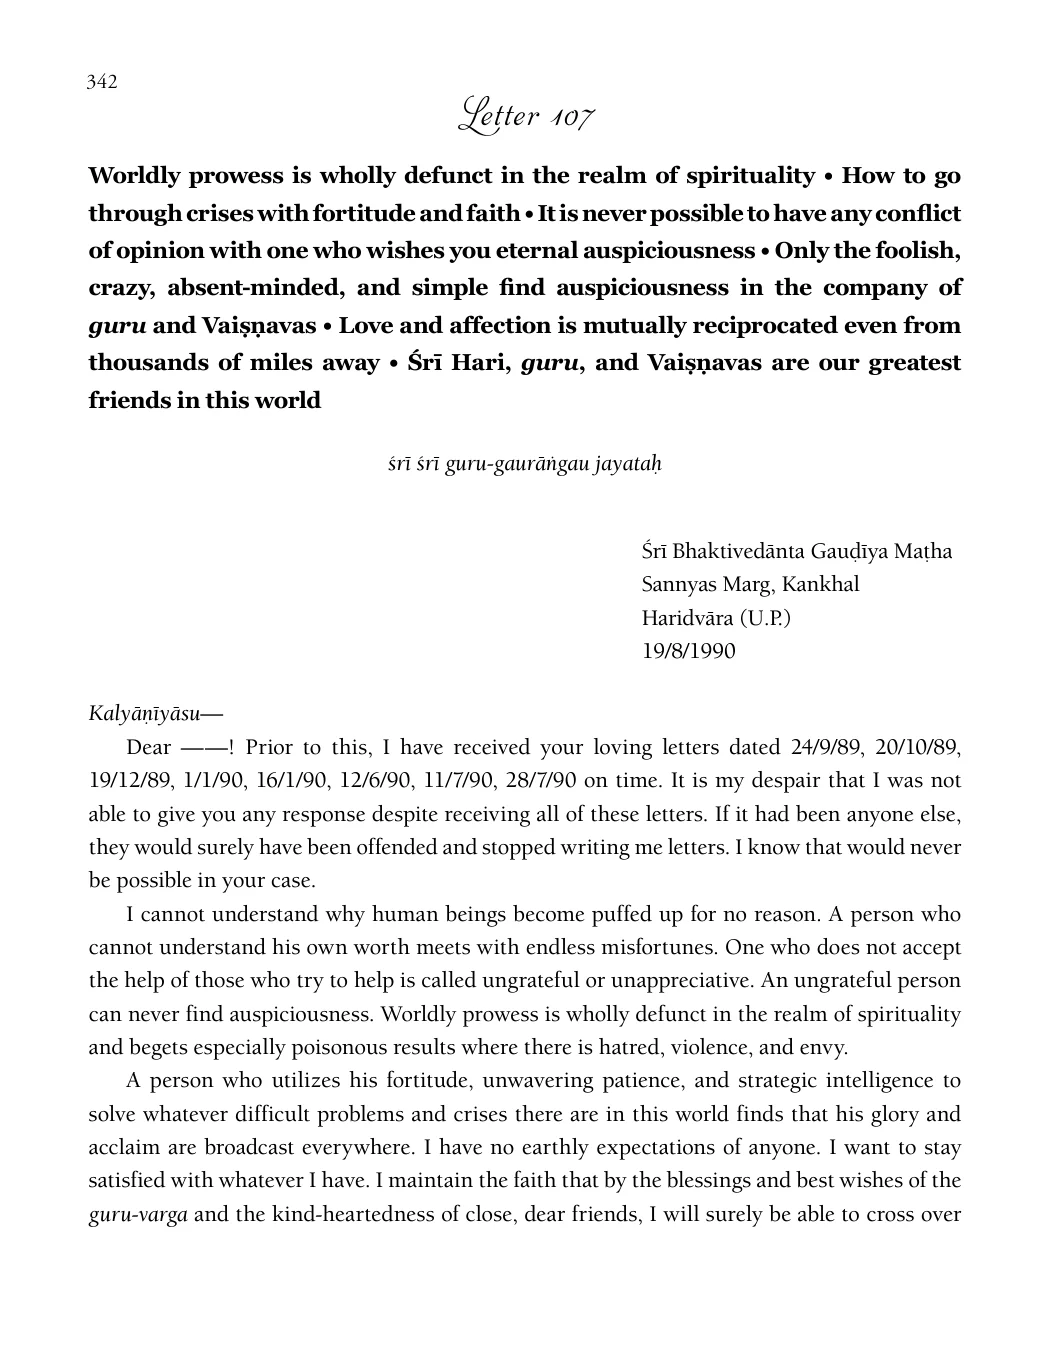 342
Letter 107
Worldly prowess is wholly defunct in the realm of spirituality • How to go
through crises with fortitude and faith • It is never possible to have any conflict
of opinion with one who wishes you eternal auspiciousness • Only the foolish,
crazy, absent-minded, and simple find auspiciousness in the company of
guru and Vaiṣṇavas • Love and affection is mutually reciprocated even from
thousands of miles away • Śrī Hari, guru, and Vaiṣṇavas are our greatest
friends in this world
śrī śrī guru-gaurāṅgau jayataḥ
Śrī Bhaktivedānta Gauḍīya Maṭha
Sannyas Marg, Kankhal
Haridvāra (U.P.)
19/8/1990
Kalyāṇīyāsu—
Dear ——! Prior to this, I have received your loving letters dated 24/9/89, 20/10/89,
19/12/89, 1/1/90, 16/1/90, 12/6/90, 11/7/90, 28/7/90 on time. It is my despair that I was not
able to give you any response despite receiving all of these letters. If it had been anyone else,
they would surely have been offended and stopped writing me letters. I know that would never
be possible in your case.
I cannot understand why human beings become puffed up for no reason. A person who
cannot understand his own worth meets with endless misfortunes. One who does not accept
the help of those who try to help is called ungrateful or unappreciative. An ungrateful person
can never find auspiciousness. Worldly prowess is wholly defunct in the realm of spirituality
and begets especially poisonous results where there is hatred, violence, and envy.
A person who utilizes his fortitude, unwavering patience, and strategic intelligence to
solve whatever difficult problems and crises there are in this world finds that his glory and
acclaim are broadcast everywhere. I have no earthly expectations of anyone. I want to stay
satisfied with whatever I have. I maintain the faith that by the blessings and best wishes of the
guru-varga and the kind-heartedness of close, dear friends, I will surely be able to cross over